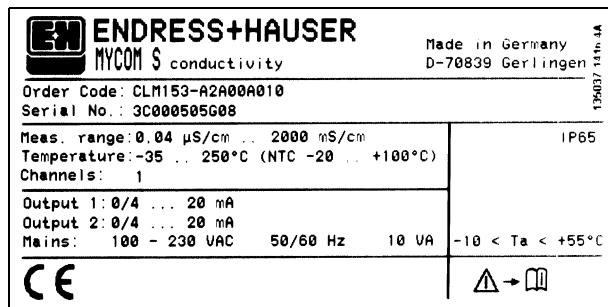 E+H ENDRESS+HAUSER
MYCOM S conductivity
Made in Germany
D-70839 Gerlingen
Order Code: CLM153-A2A00A010
Serial No.: 3C000505G08
Meas. range: 0.04 µS/cm .. 2000 mS/cm
Temperature: -35 .. 250°C (NTC -20 .. +100°C)
Channels: 1
IP65
Output 1: 0/4 ... 20 mA
Output 2: 0/4 ... 20 mA
Mains: 100 - 230 VAC 50/60 Hz 10 VA
-10 < Ta < +55°C
CE
135037 141h 4A